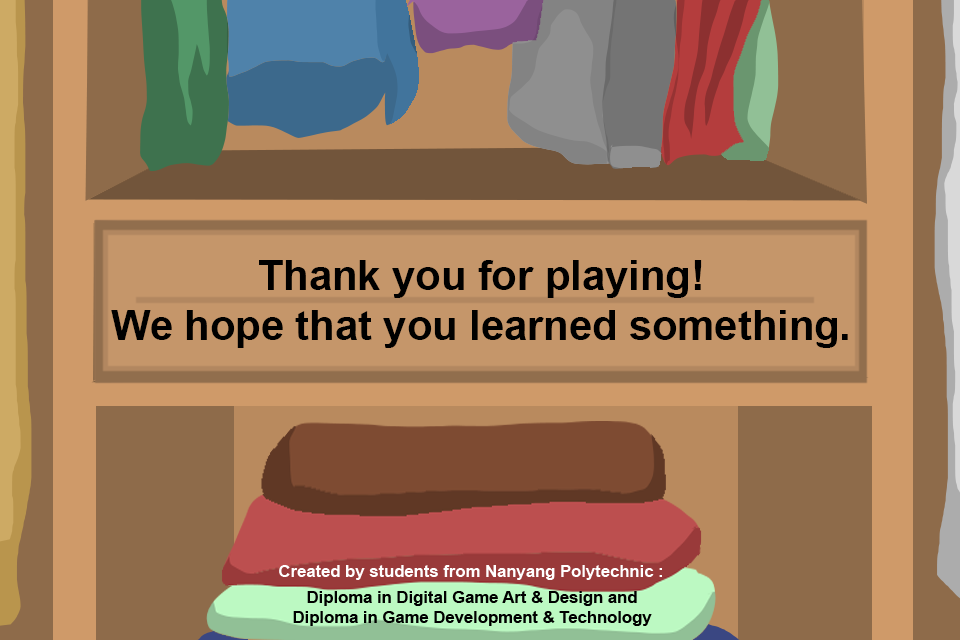 Thank you for playing!
We hope that you learned something.
Created by students from Nanyang Polytechnic :
Diploma in Digital Game Art & Design and
Diploma in Game Development & Technology